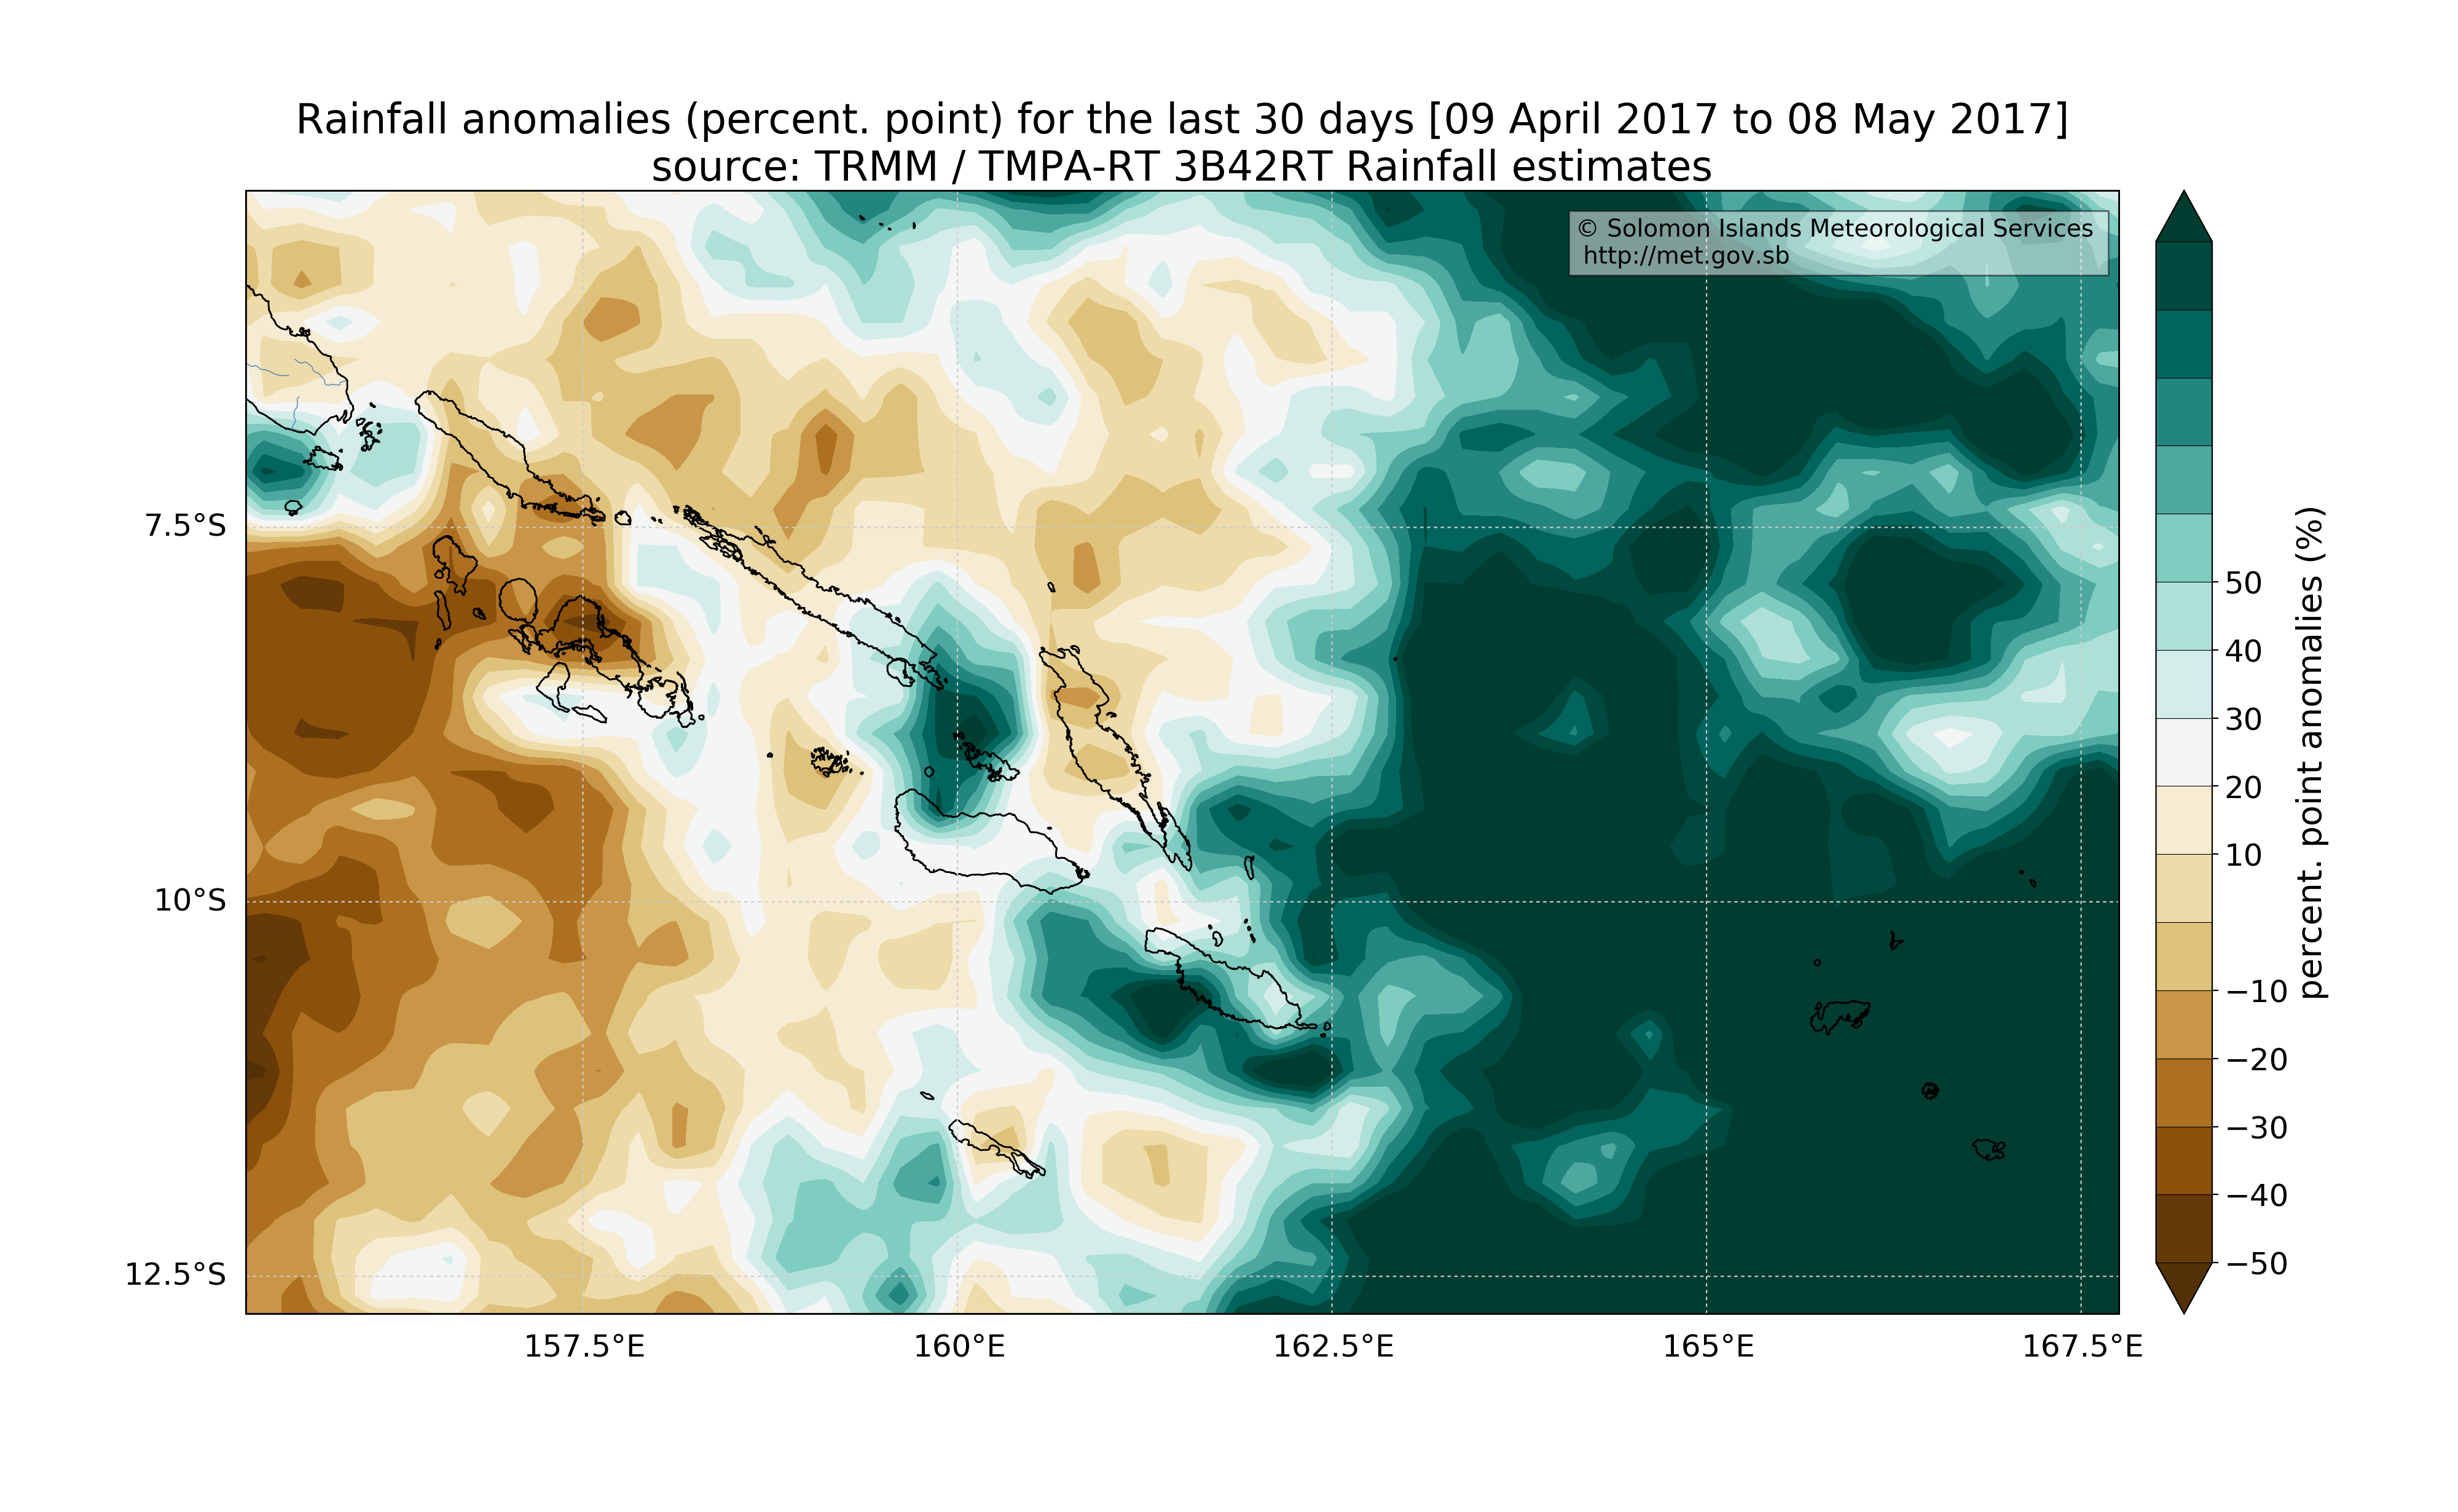 Rainfall anomalies (percent. point) for the last 30 days [09 April 2017 to 08 May 2017]
source: TRMM / TMPA-RT 3B42RT Rainfall estimates
© Solomon Islands Meteorological Services
http://met.gov.sb
7.5°S
10°S
12.5°S
157.5°E
160°E
162.5°E
165°E
167.5°E
50
40
30
20
10
−10
−20
−30
−40
−50
percent. point anomalies (%)